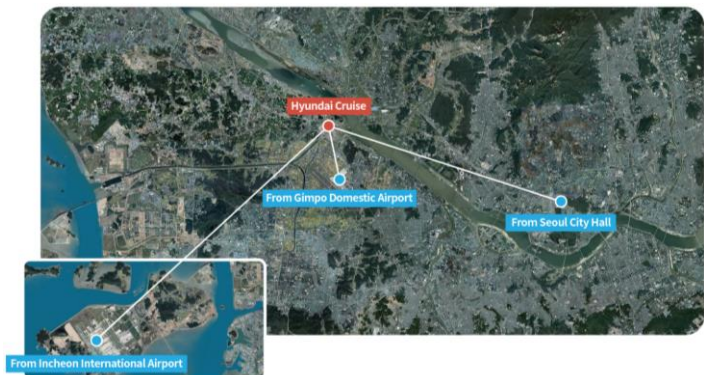 Hyundai Cruise
From Gimpo Domestic Airport
From Seoul City Hall
From Incheon International Airport